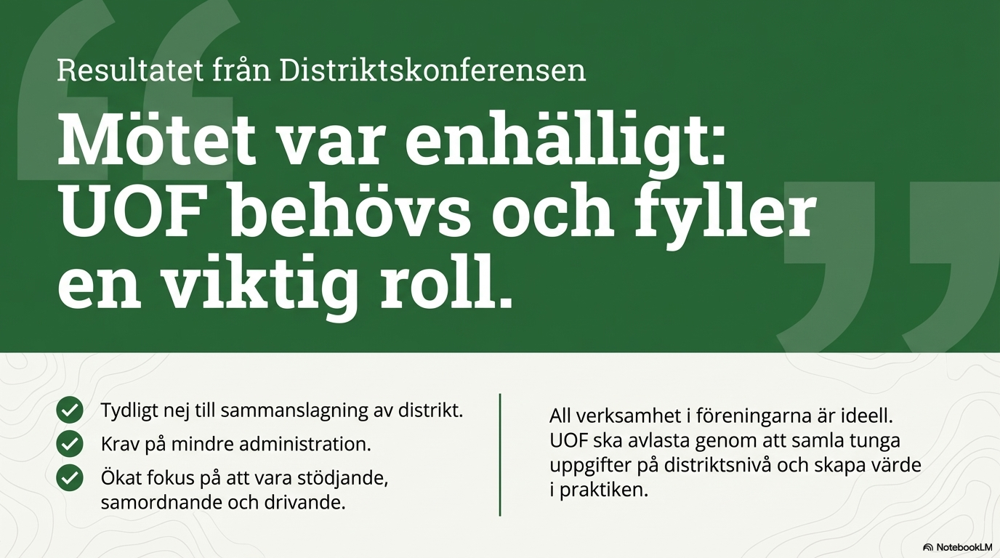 Resultatet från Distriktskonferensen
Mötet var enhälligt:
UOF behövs och fyller
en viktig roll.
Tydligt nej till sammanslagning av distrikt.
Krav på mindre administration.
Ökat fokus på att vara stödjande,
samordnande och drivande.
All verksamhet i föreningarna är ideell.
UOF ska avlasta genom att samla tunga
uppgifter på distriktsnivå och skapa värde
i praktiken.
NotebookLM